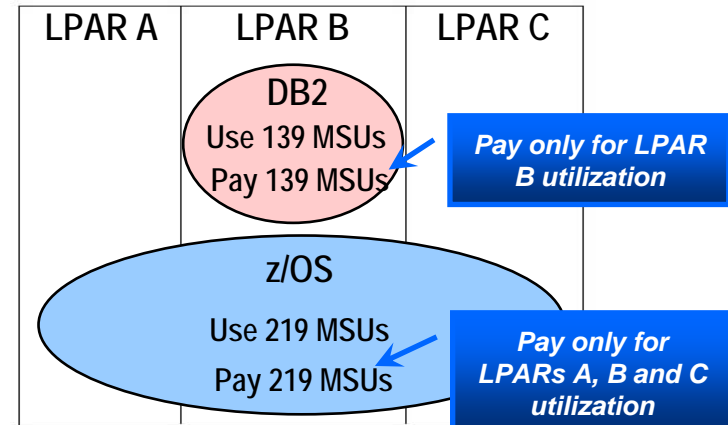 LPAR A LPAR B LPAR C
DB2
Use 139 MSUs
Pay 139 MSUs
Pay only for LPAR
B utilization
z/OS
Use 219 MSUs
Pay 219 MSUs
Pay only for
LPARs A, B and C
utilization